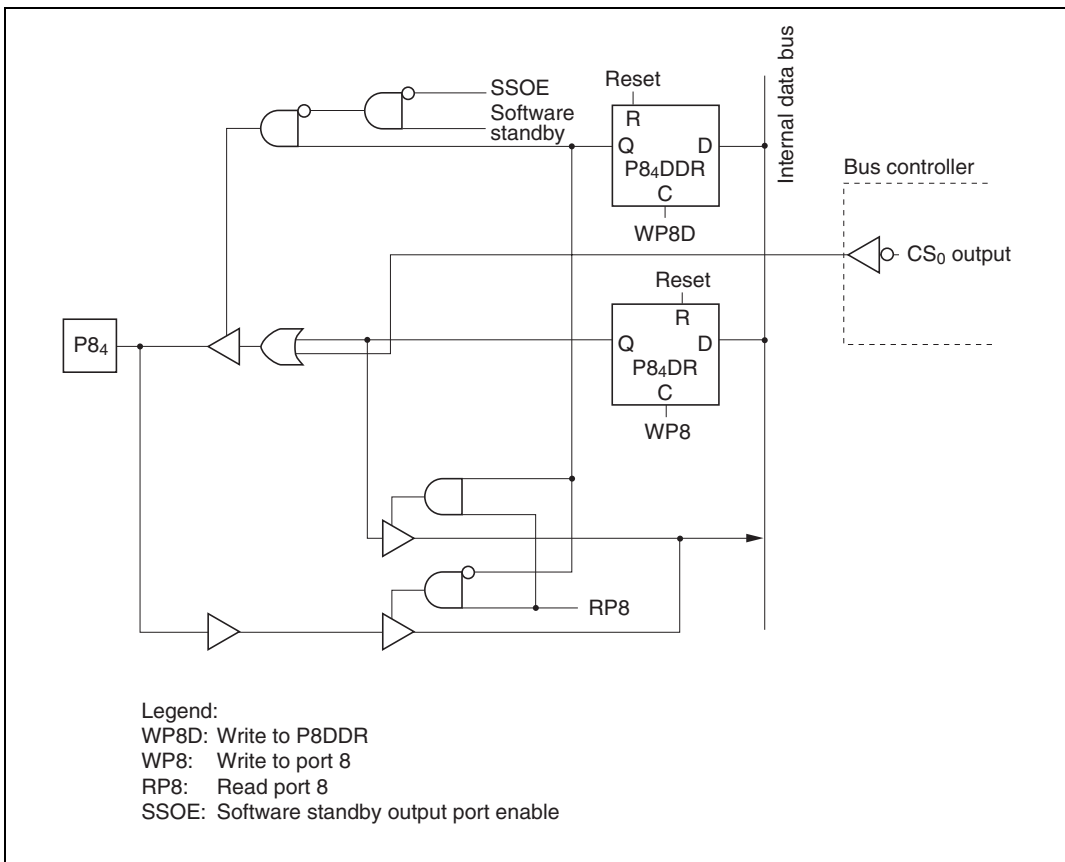 SSOE
Software
standby
Reset
R
Q D
P8₄DDR
C
WP8D
Internal data bus
Bus controller
CS₀ output
Reset
R
Q D
P8₄DR
C
WP8
P8₄
RP8
Legend:
WP8D: Write to P8DDR
WP8: Write to port 8
RP8: Read port 8
SSOE: Software standby output port enable